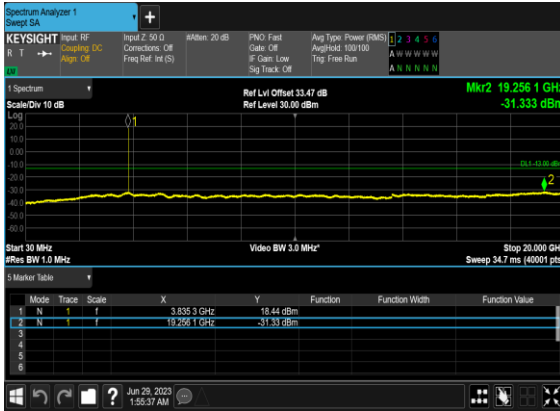 Spectrum Analyzer 1
Swept SA
+
KEYSIGHT Input: RF Input Z: 50 Ω #Atten: 20 dB PNO: Fast Avg Type: Power (RMS) 1 2 3 4 5 6
R T Coupling: DC Corrections: Off Gate: Off Avg|Hold: 100/100 A W W W W W
Align: Off Freq Ref: Int (S) IF Gain: Low Trig: Free Run
Sig Track: Off A N N N N N
1 Spectrum Ref Lvl Offset 33.47 dB Mkr2 19.256 1 GHz
Scale/Div 10 dB Ref Level 30.00 dBm -31.333 dBm
Log
20.0
10.0
0.00
-10.0
-20.0
-30.0
-40.0
-50.0
-60.0
1
DL1 -13.00 dBm
2
Start 30 MHz Video BW 3.0 MHz* Stop 20.000 GHz
#Res BW 1.0 MHz Sweep 34.7 ms (40001 pts)
5 Marker Table
Mode Trace Scale X Y Function Function Width Function Value
1 N 1 f 3.835 3 GHz 18.44 dBm
2 N 1 f 19.256 1 GHz -31.33 dBm
3
4
5
6
? Jun 29, 2023
1:55:37 AM